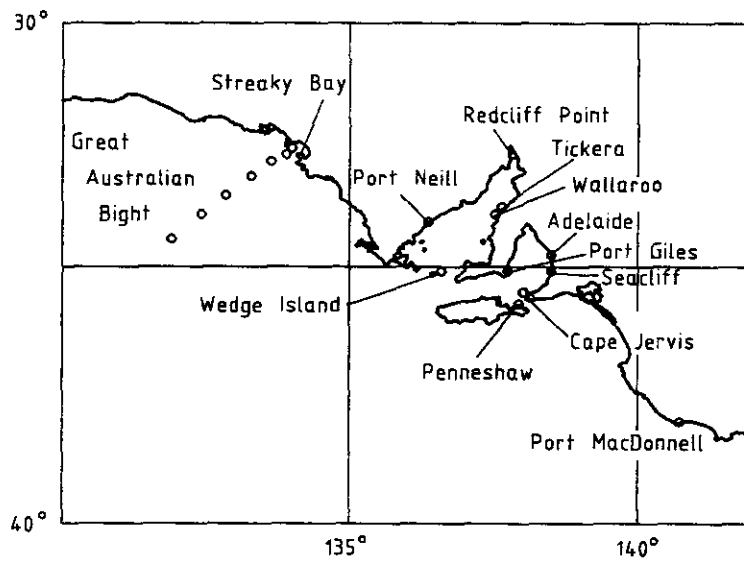 30°
Streaky Bay
Redcliff Point
Great
Tickera
Australian
Port Neill
Wallaroo
Bight
Adelaide
Port Giles
Wedge Island
Seacliff
Cape Jervis
Penneshaw
Port MacDonnell
40°
135°
140°